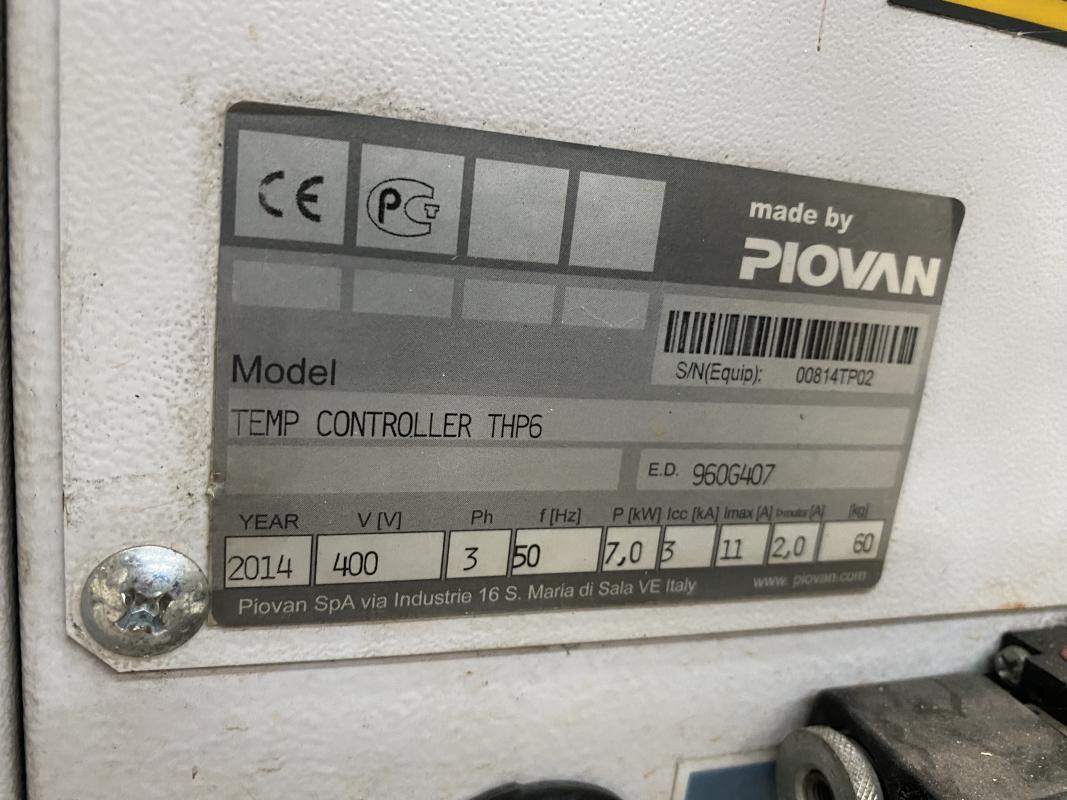 CE PCT
made by
PIOVAN
S/N(Equip): 00814TP02
Model
TEMP CONTROLLER THP6
E.D. 960G407
YEAR V [V] Ph f [Hz] P [kW] Icc [kA] Imax [A] [A] [kg]
2014 400 3 50 7,0 3 11 2,0 60
Piovan SpA via Industrie 16 S. Maria di Sala VE Italy www. piovan.com